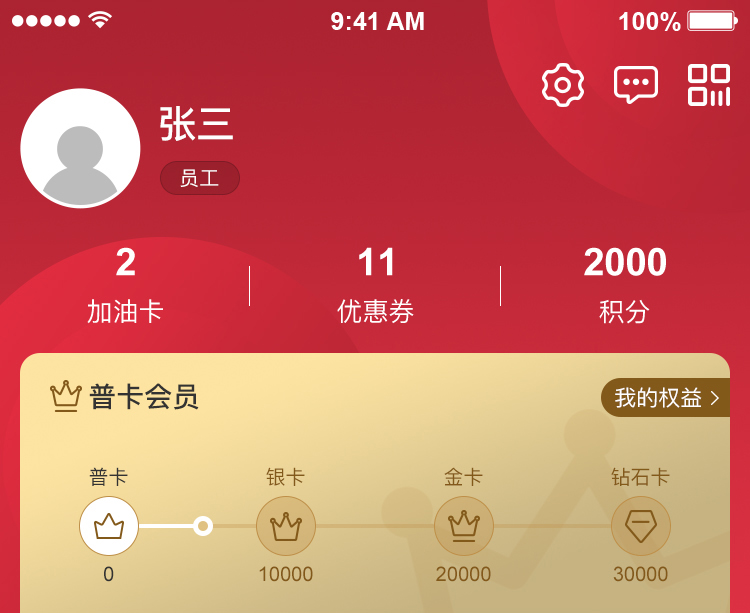 9:41 AM 100%
张三
员工
2 11 2000
加油卡 优惠券 积分
普卡会员 我的权益
普卡 银卡 金卡 钻石卡
0 10000 20000 30000